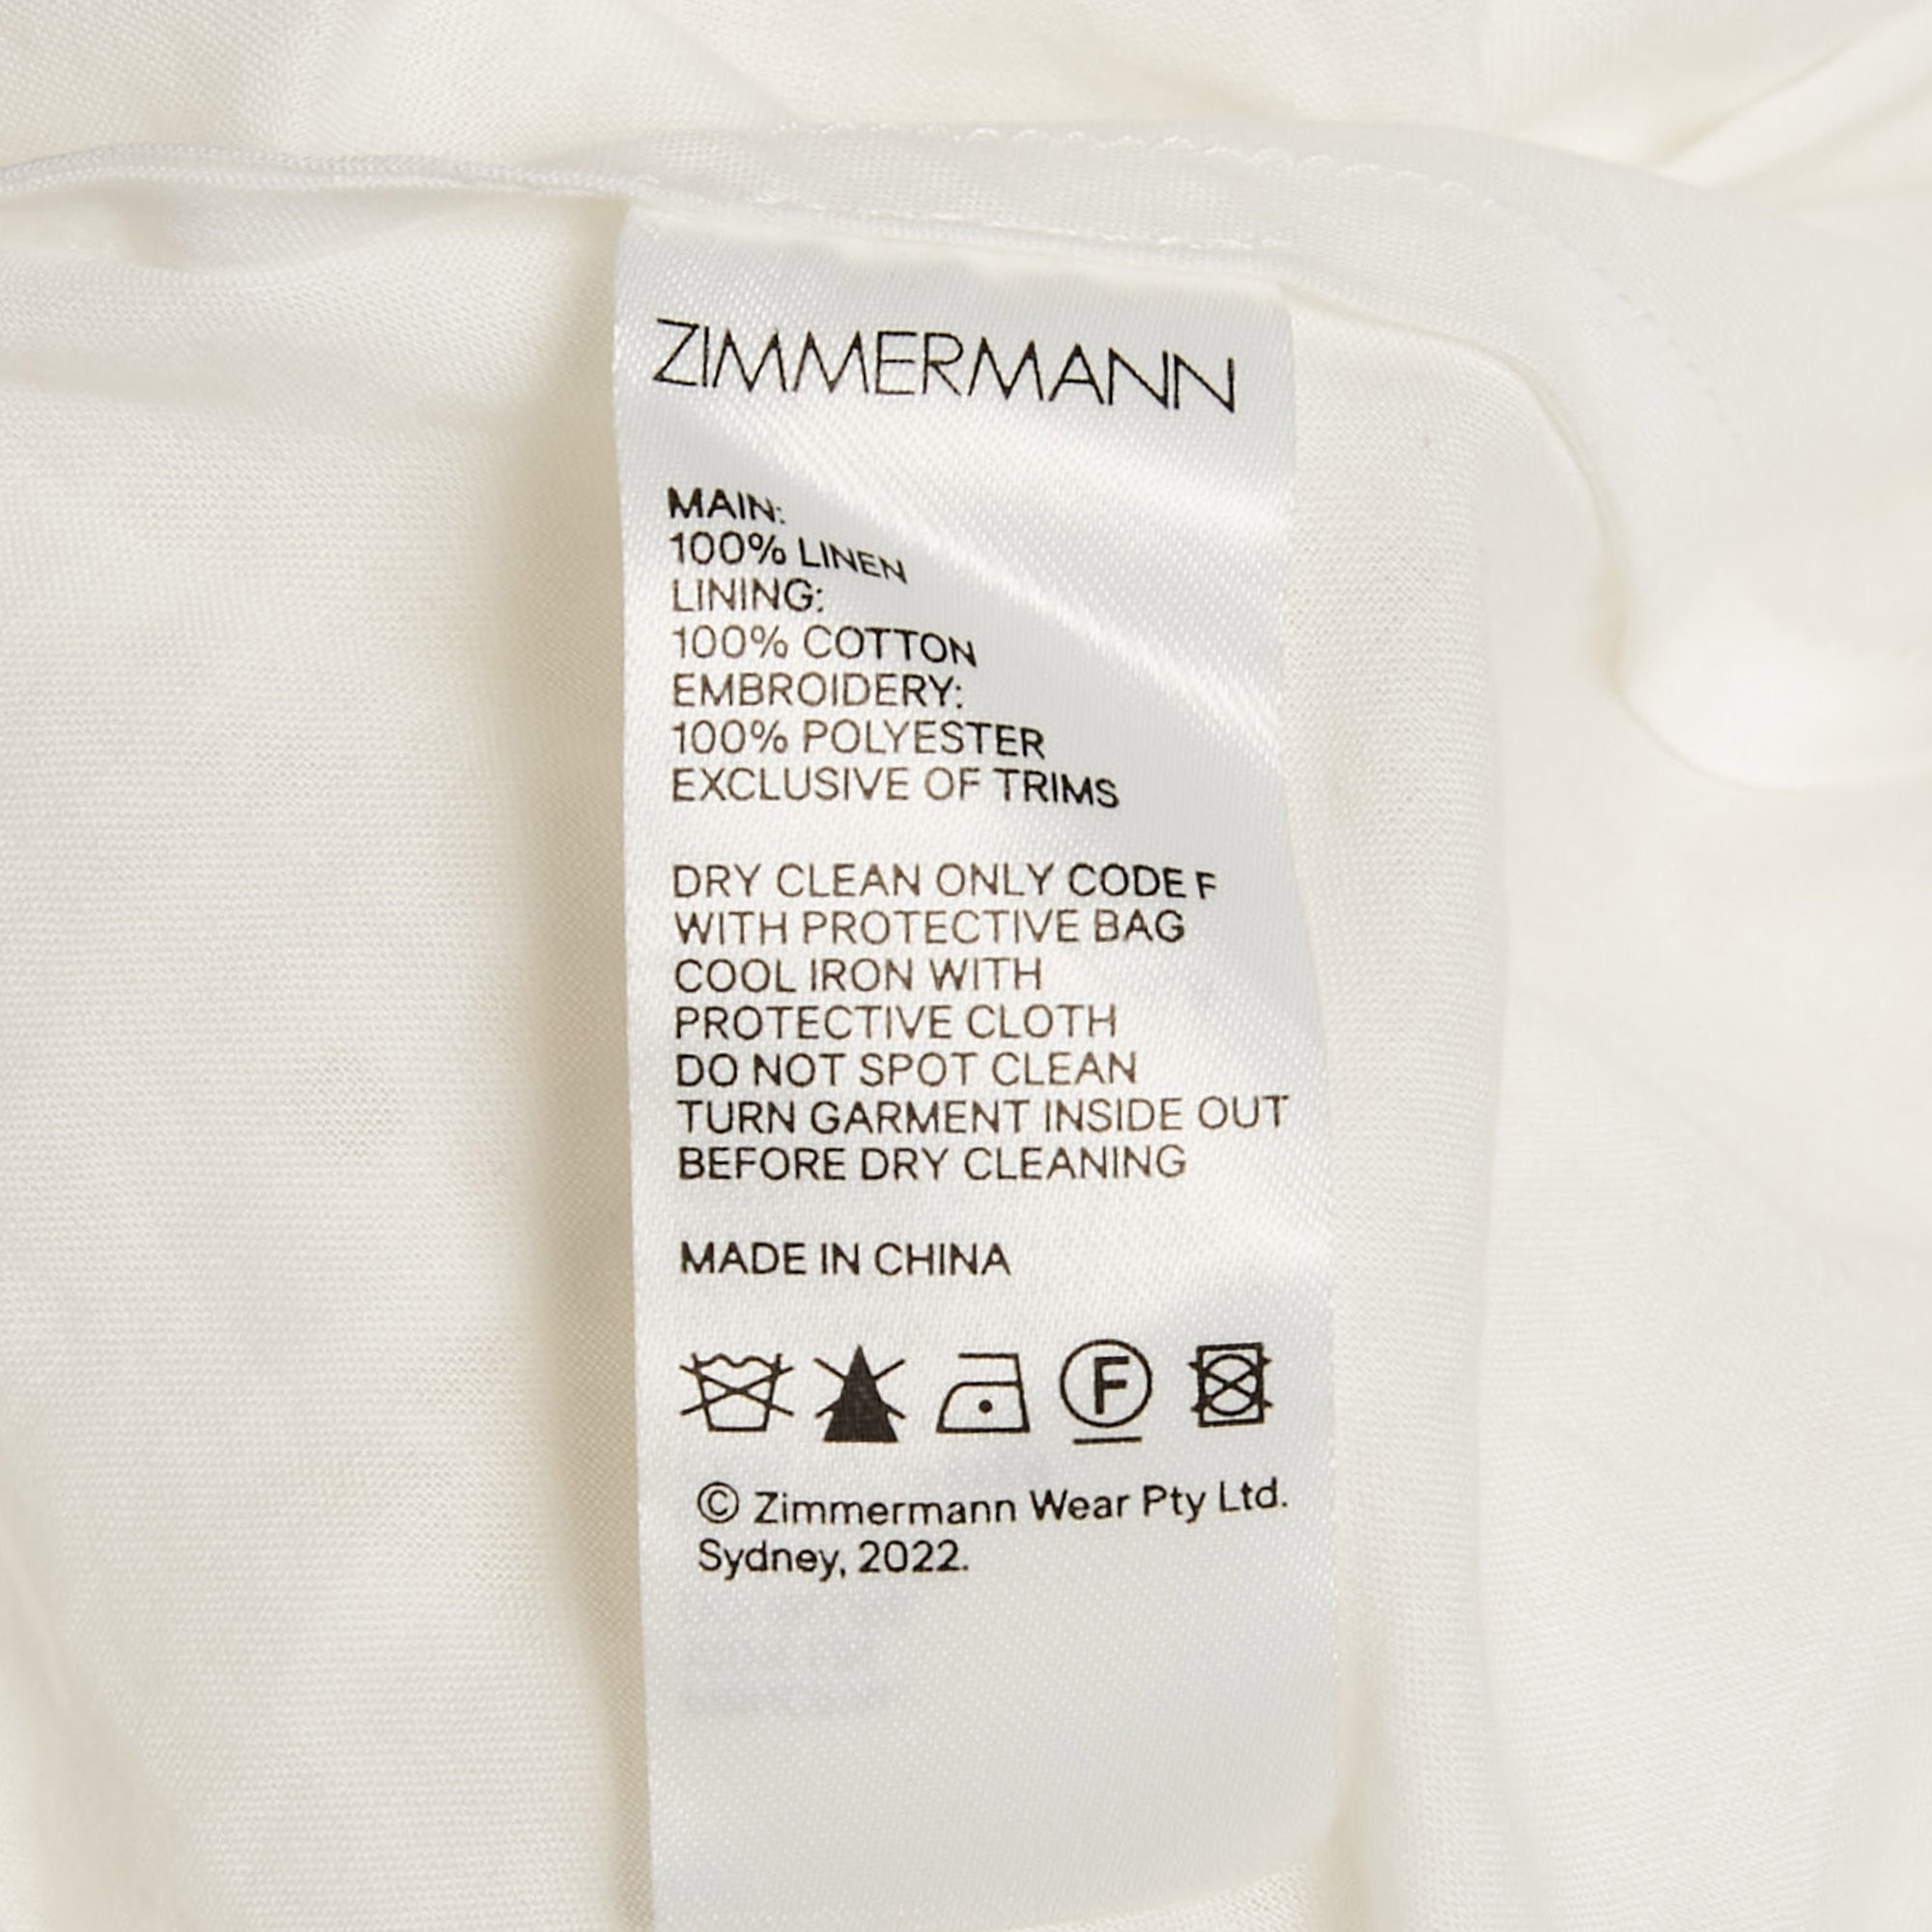 ZIMMERMANN
MAIN:
100% LINEN
LINING:
100% COTTON
EMBROIDERY:
100% POLYESTER
EXCLUSIVE OF TRIMS
DRY CLEAN ONLY CODE F
WITH PROTECTIVE BAG
COOL IRON WITH
PROTECTIVE CLOTH
DO NOT SPOT CLEAN
TURN GARMENT INSIDE OUT
BEFORE DRY CLEANING
MADE IN CHINA
F
© Zimmermann Wear Pty Ltd.
Sydney, 2022.